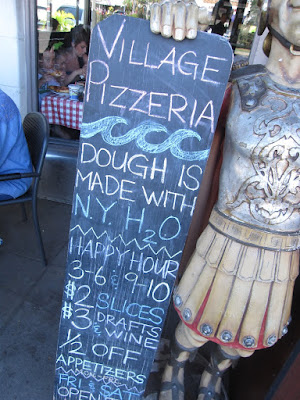 VILLAGE
PIZZERIA
DOUGH IS
MADE WITH
N.Y. H2O
HAPPY HOUR
3-6 & 9-10
$2 SLICES
$3 DRAFTS
& WINE
1/2 OFF
APPETIZERS
FRI & SAT
OPEN